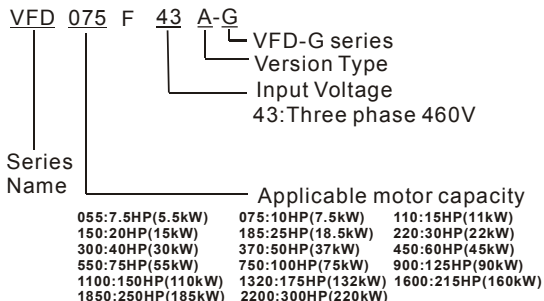 VFD 075 F 43 A-G
VFD-G series
Version Type
Input Voltage
43:Three phase 460V
Series
Name
Applicable motor capacity
055:7.5HP(5.5kW) 075:10HP(7.5kW) 110:15HP(11kW)
150:20HP(15kW) 185:25HP(18.5kW) 220:30HP(22kW)
300:40HP(30kW) 370:50HP(37kW) 450:60HP(45kW)
550:75HP(55kW) 750:100HP(75kW) 900:125HP(90kW)
1100:150HP(110kW) 1320:175HP(132kW) 1600:215HP(160kW)
1850:250HP(185kW) 2200:300HP(220kW)